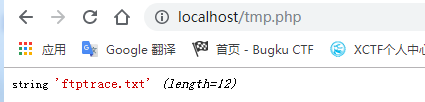 localhost/tmp.php
应用 Google 翻译 首页 - Bugku CTF XCTF个人中心
string 'ftptrace.txt' (length=12)